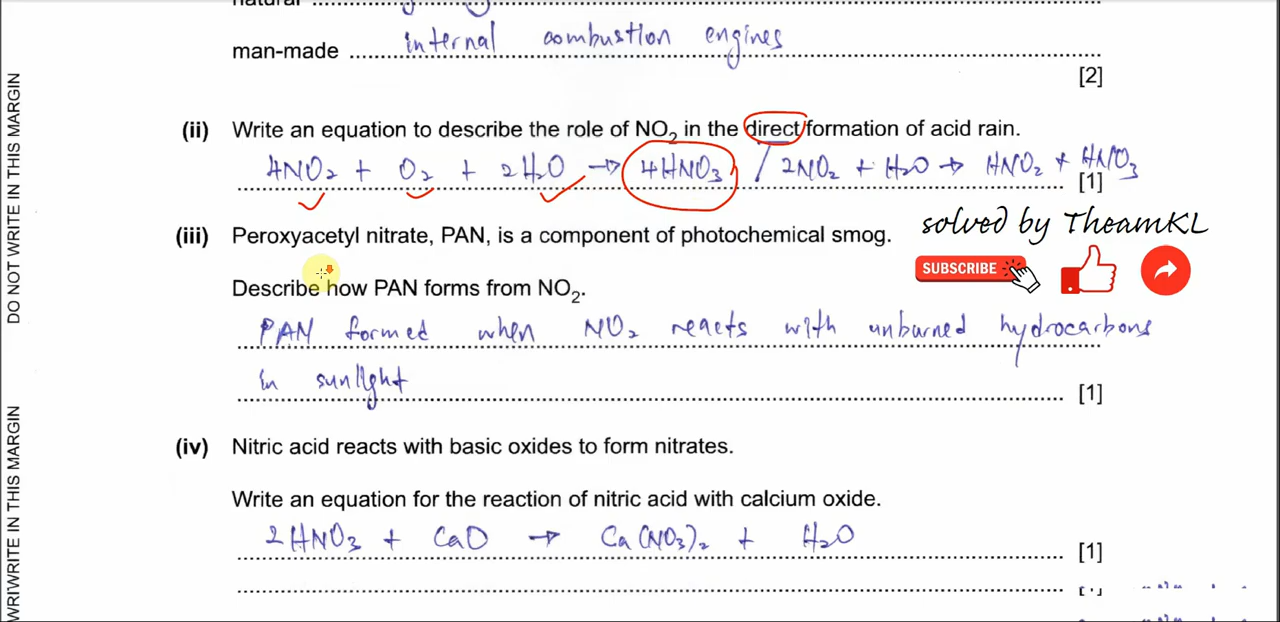 man-made internal combustion engines
[2]
(ii) Write an equation to describe the role of NO₂ in the direct formation of acid rain.
4NO₂ + O₂ + 2H₂O → 4HNO₃ / 2NO₂ + H₂O → HNO₂ + HNO₃
[1]
(iii) Peroxyacetyl nitrate, PAN, is a component of photochemical smog.
solved by TheamKL
SUBSCRIBE
Describe how PAN forms from NO₂.
PAN formed when NO₂ reacts with unburned hydrocarbons
in sunlight
[1]
(iv) Nitric acid reacts with basic oxides to form nitrates.
Write an equation for the reaction of nitric acid with calcium oxide.
2HNO₃ + CaO → Ca(NO₃)₂ + H₂O
[1]
DO NOT WRITE IN THIS MARGIN
WRITE IN THIS MARGIN